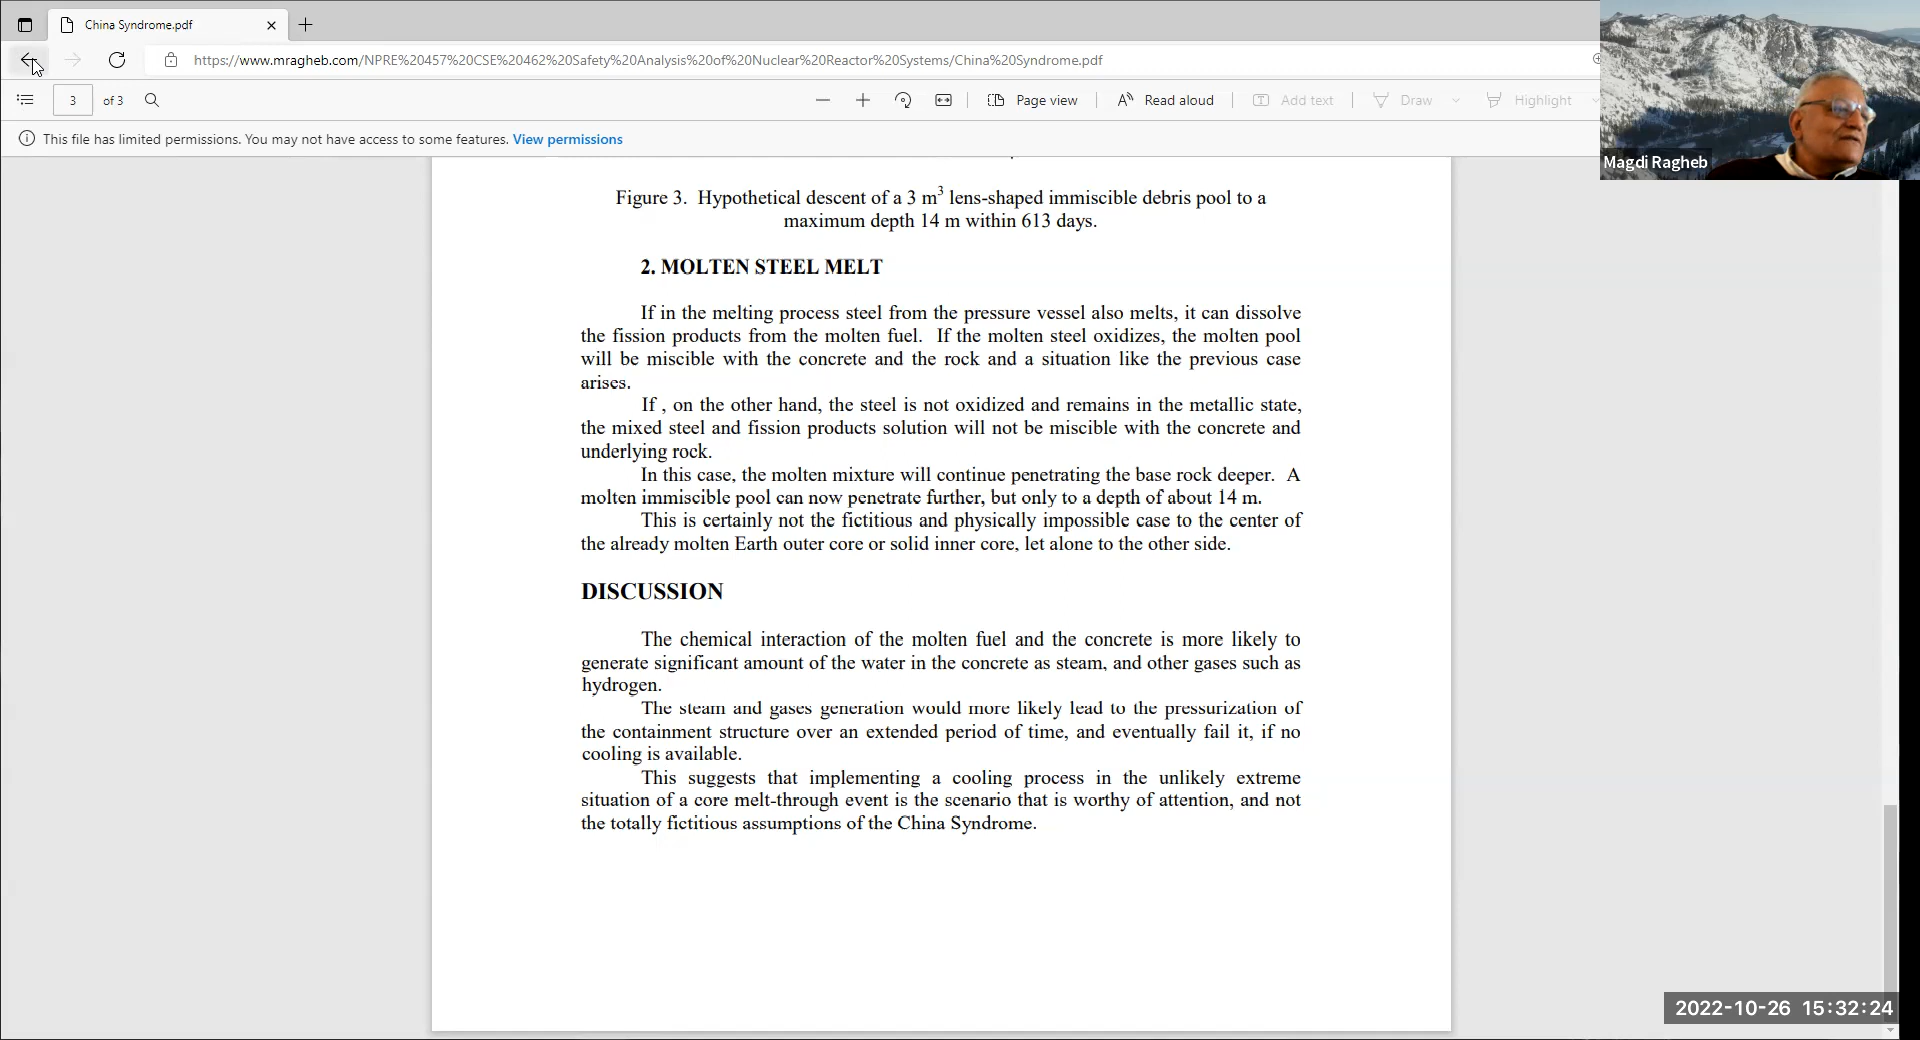 China Syndrome.pdf
https://www.mragheb.com/NPRE%20457%20CSE%20462%20Safety%20Analysis%20of%20Nuclear%20Reactor%20Systems/China%20Syndrome.pdf
3 of 3 Page view Read aloud Add text Draw Highlight
This file has limited permissions. You may not have access to some features. View permissions
Magdi Ragheb
Figure 3. Hypothetical descent of a 3 m³ lens-shaped immiscible debris pool to a
maximum depth 14 m within 613 days.
2. MOLTEN STEEL MELT
If in the melting process steel from the pressure vessel also melts, it can dissolve
the fission products from the molten fuel. If the molten steel oxidizes, the molten pool
will be miscible with the concrete and the rock and a situation like the previous case
arises.
If , on the other hand, the steel is not oxidized and remains in the metallic state,
the mixed steel and fission products solution will not be miscible with the concrete and
underlying rock.
In this case, the molten mixture will continue penetrating the base rock deeper. A
molten immiscible pool can now penetrate further, but only to a depth of about 14 m.
This is certainly not the fictitious and physically impossible case to the center of
the already molten Earth outer core or solid inner core, let alone to the other side.
DISCUSSION
The chemical interaction of the molten fuel and the concrete is more likely to
generate significant amount of the water in the concrete as steam, and other gases such as
hydrogen.
The steam and gases generation would more likely lead to the pressurization of
the containment structure over an extended period of time, and eventually fail it, if no
cooling is available.
This suggests that implementing a cooling process in the unlikely extreme
situation of a core melt-through event is the scenario that is worthy of attention, and not
the totally fictitious assumptions of the China Syndrome.
2022-10-26 15:32:24